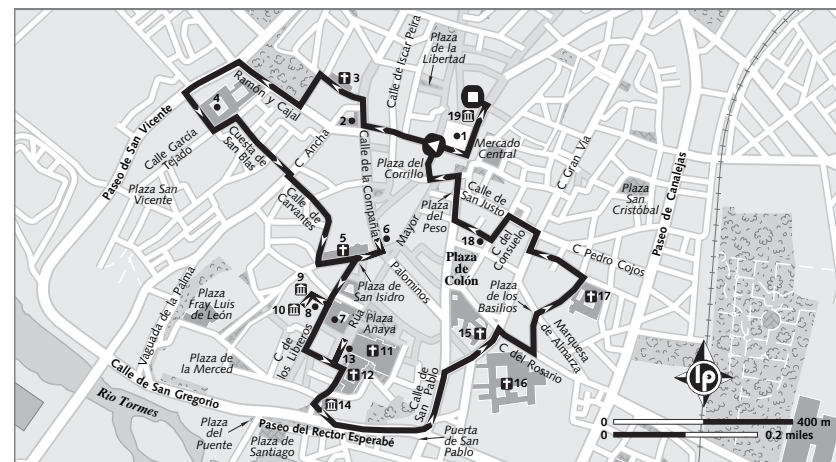 Calle de Iscar Peira
Plaza
de la
Libertad
3
Ramón y Cajal
4
2
19
1
Mercado
Central
Paseo de San Vicente
Calle García
Tejado
Cuesta de
San Blas
C Ancha
Calle de la Compañía
Plaza del
Corrillo
C Gran Vía
Paseo de Canalejas
Plaza San
Vicente
Calle de
Carvantes
Calle de
San Justo
Plaza
San
Cristóbal
Plaza
del
Peso
Mayor
6
5
18
C del
Consuelo
C Pedro Cojos
Plaza
de Colón
Palominos
Plaza de
San Isidro
Rúa
9
10
8
7
Plaza
Anaya
Plaza
de los
Basilios
17
Vaguada de la Palma
Plaza
Fray Luis
de León
C de
los Libreros
13
11
12
15
Marquesa
de Almarza
Plaza de
la Merced
C del Rosario
16
Calle de
San Pablo
14
Calle de San Gregorio
Rio Tormes
Plaza
del
Puente
Paseo del Rector Esperabé
Plaza de
Santiago
Puerta
de San
Pablo
lp
0 400 m
0 0.2 miles